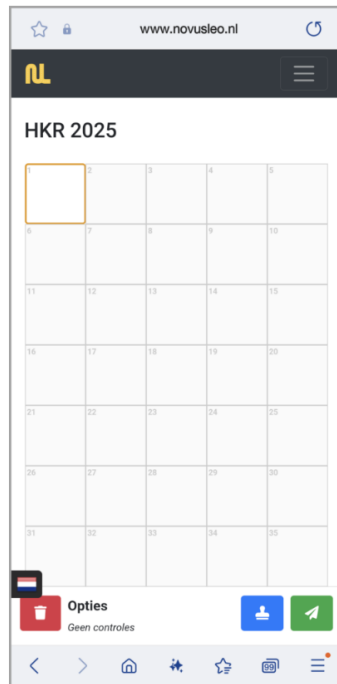 www.novusleo.nl
NL
HKR 2025
1 2 3 4 5
6 7 8 9 10
11 12 13 14 15
16 17 18 19 20
21 22 23 24 25
26 27 28 29 30
31 32 33 34 35
Opties
Geen controles
99